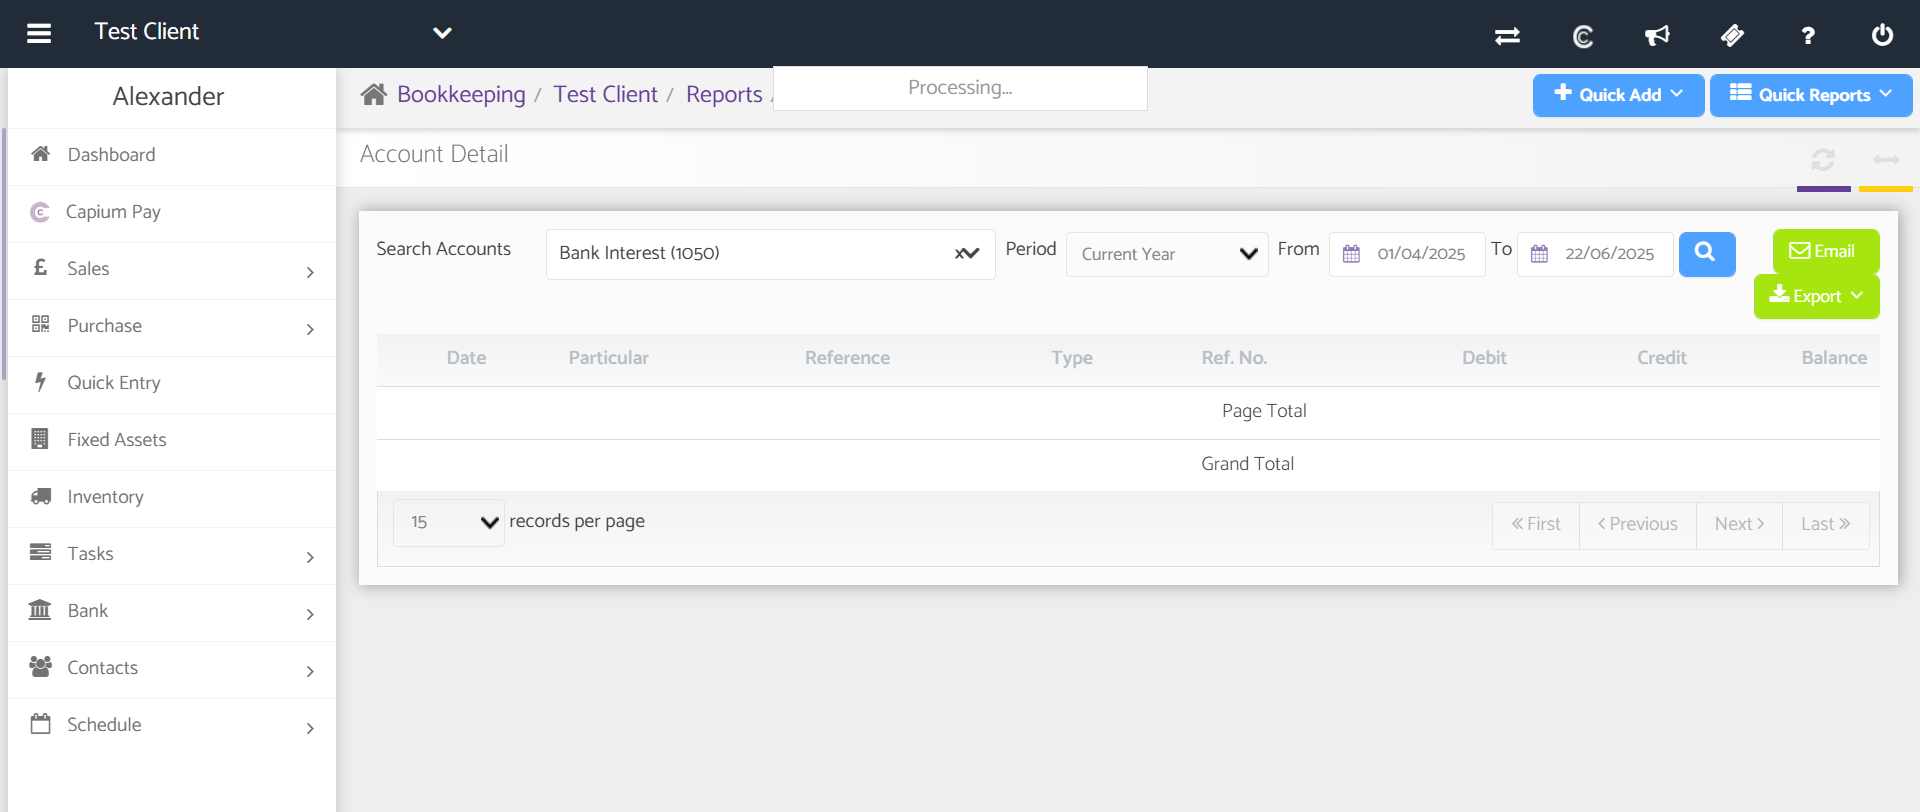 Test Client
Alexander
Bookkeeping / Test Client / Reports /
Processing...
Quick Add
Quick Reports
Account Detail
Dashboard
Capium Pay
Sales
Purchase
Quick Entry
Fixed Assets
Inventory
Tasks
Bank
Contacts
Schedule
Search Accounts
Bank Interest (1050)
x
Period
Current Year
From
01/04/2025
To
22/06/2025
Email
Export
Date Particular Reference Type Ref. No. Debit Credit Balance
Page Total
Grand Total
15 records per page
« First ‹ Previous Next › Last »